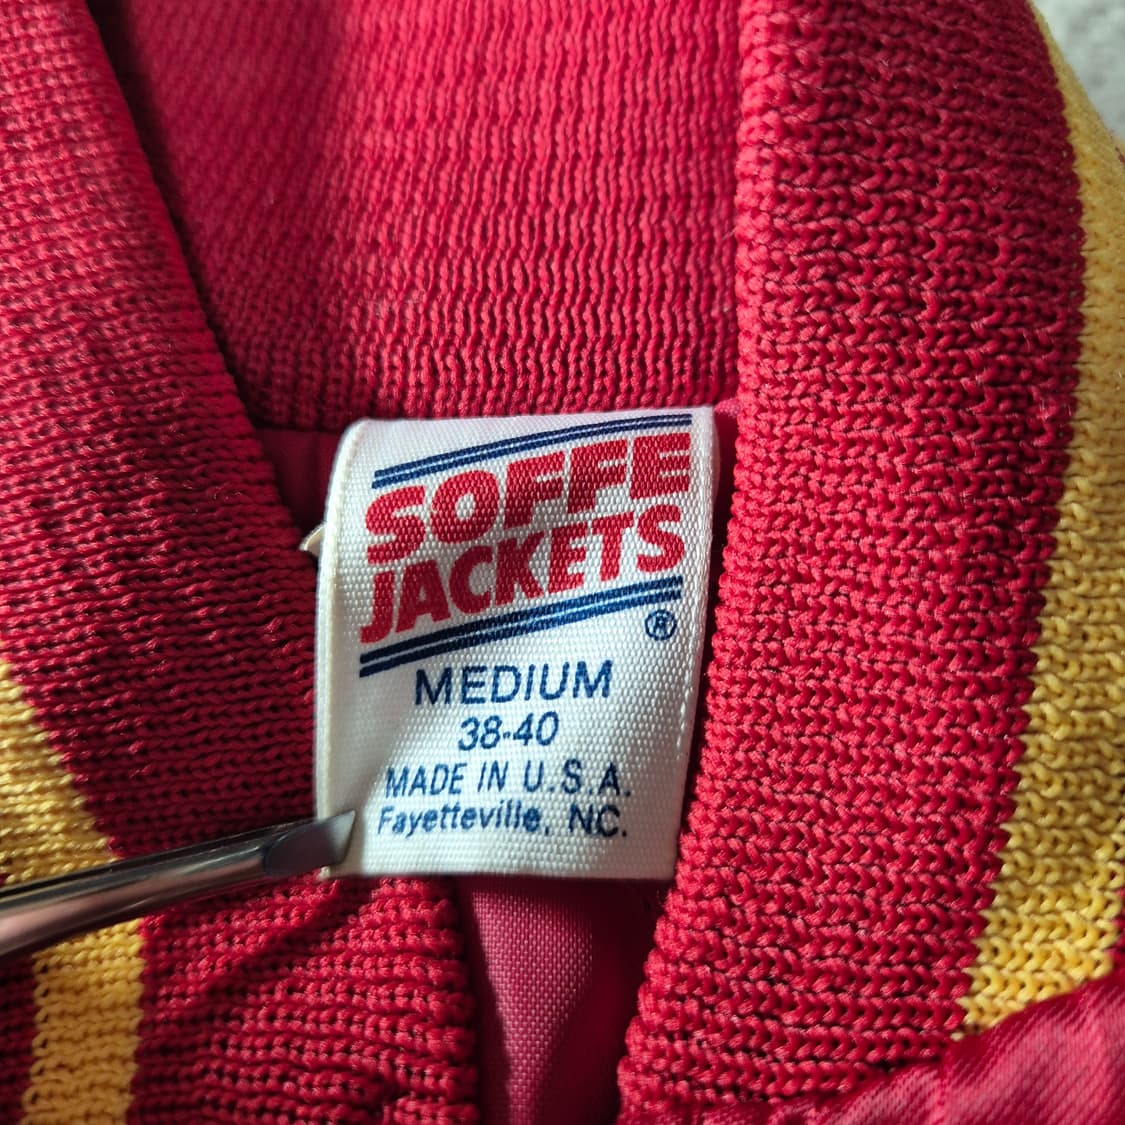 SOFFE
JACKETS
®
MEDIUM
38-40
MADE IN U.S.A.
Fayetteville, NC.